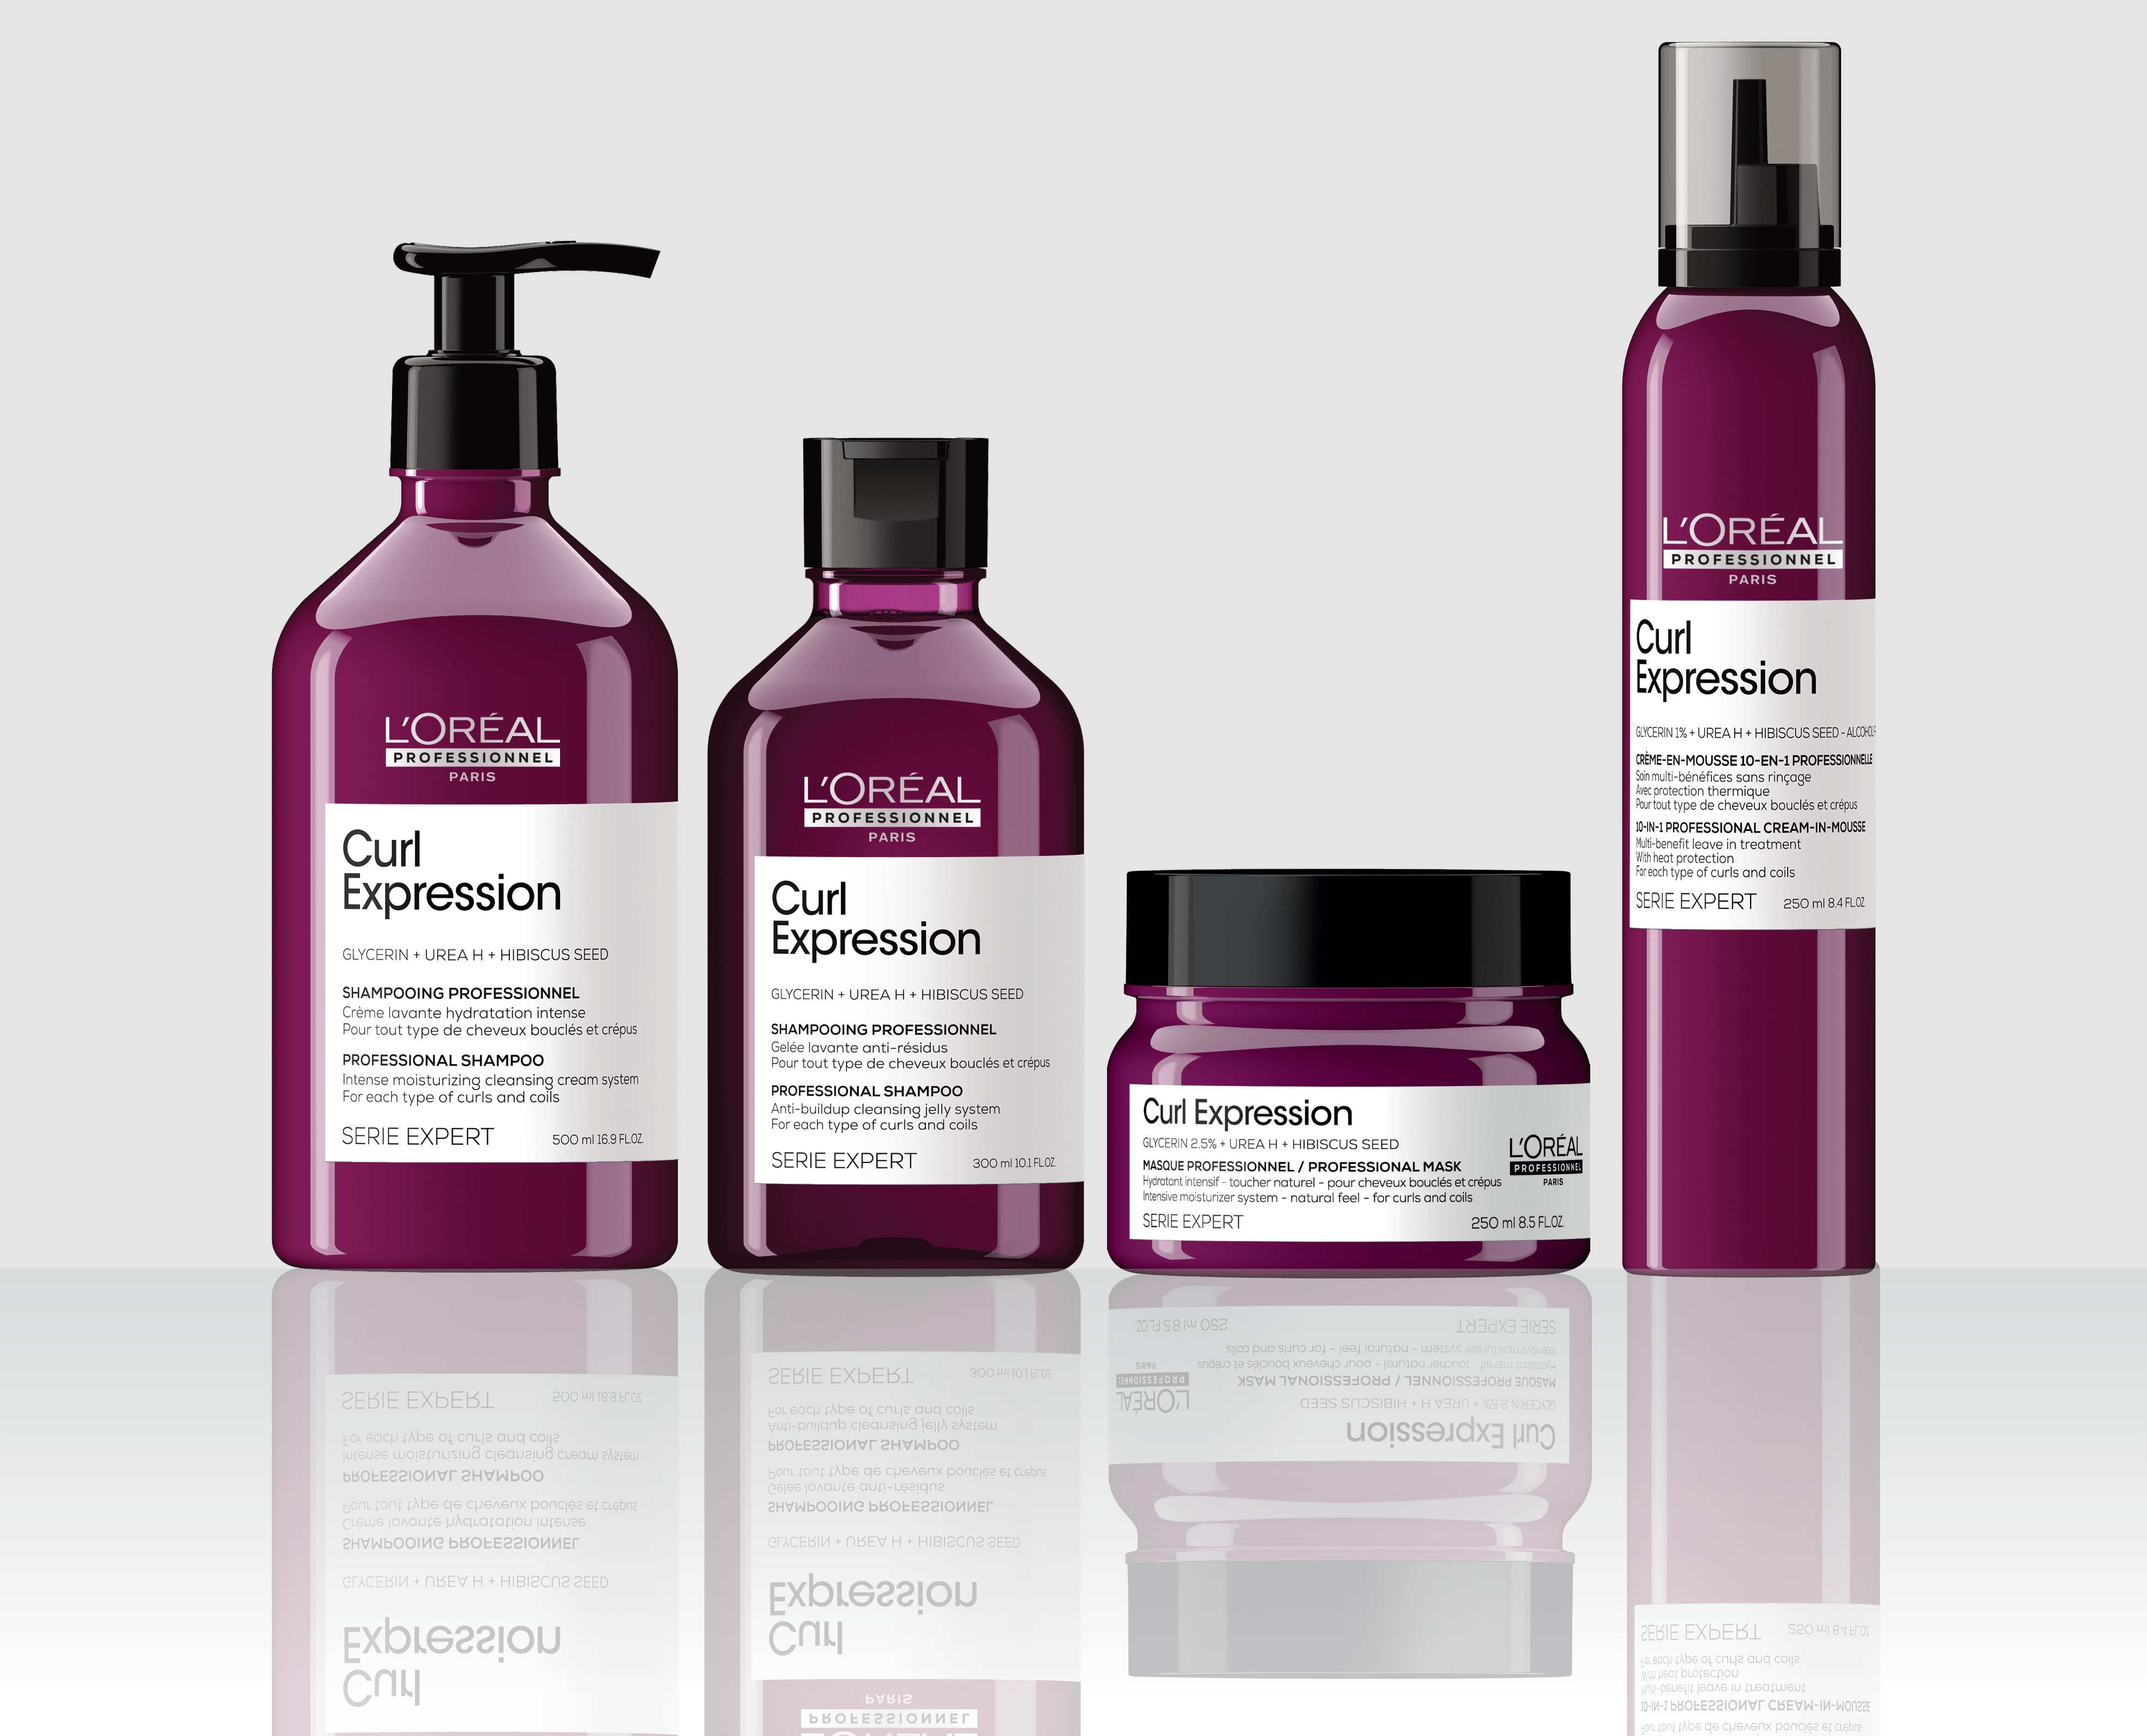 L'ORÉAL
PROFESSIONNEL
PARIS
Curl
Expression
GLYCERIN + UREA H + HIBISCUS SEED
SHAMPOOING PROFESSIONNEL
Crème lavante hydratation intense
Pour tout type de cheveux bouclés et crépus
PROFESSIONAL SHAMPOO
Intense moisturizing cleansing cream system
For each type of curls and coils
SERIE EXPERT 500 ml 16.9 FL.OZ.
L'ORÉAL
PROFESSIONNEL
PARIS
Curl
Expression
GLYCERIN + UREA H + HIBISCUS SEED
SHAMPOOING PROFESSIONNEL
Gelée lavante anti-résidus
Pour tout type de cheveux bouclés et crépus
PROFESSIONAL SHAMPOO
Anti-buildup cleansing jelly system
For each type of curls and coils
SERIE EXPERT 300 ml 10.1 FL.OZ.
Curl Expression
GLYCERIN 2.5% + UREA H + HIBISCUS SEED
MASQUE PROFESSIONNEL / PROFESSIONAL MASK
Hydratant intensif - toucher naturel - pour cheveux bouclés et crépus
Intensive moisturizer system - natural feel - for curls and coils
SERIE EXPERT 250 ml 8.5 FL.OZ.
L'ORÉAL
PROFESSIONNEL
PARIS
L'ORÉAL
PROFESSIONNEL
PARIS
Curl
Expression
GLYCERIN 1% + UREA H + HIBISCUS SEED -
CRÈME-EN-MOUSSE 10-EN-1 PROFESSIONNELLE
Soin multi-bénéfices sans rinçage
Avec protection thermique
Pour tout type de cheveux bouclés et crépus
10-IN-1 PROFESSIONAL CREAM-IN-MOUSSE
Multi-benefit leave in treatment
With heat protection
For each type of curls and coils
SERIE EXPERT 250 ml 8.4 FL.OZ.